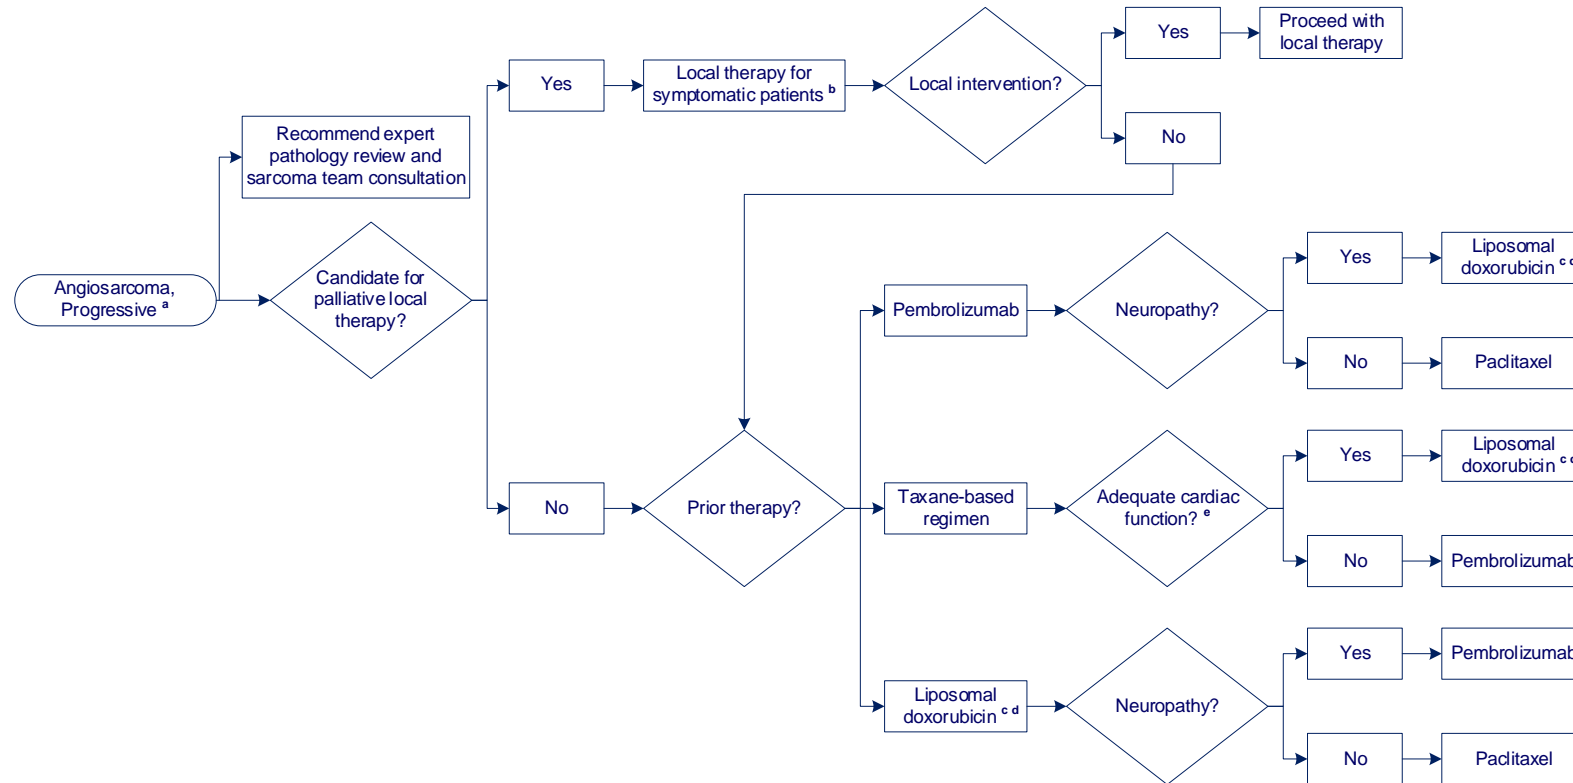 Angiosarcoma,
Progressive a
Recommend expert
pathology review and
sarcoma team consultation
Candidate for
palliative local
therapy?
Yes
Local therapy for
symptomatic patients b
Local intervention?
Yes
Proceed with
local therapy
No
No
Prior therapy?
Pembrolizumab
Neuropathy?
Yes
Liposomal
doxorubicin c
No
Paclitaxel
Taxane-based
regimen
Adequate cardiac
function? e
Yes
Liposomal
doxorubicin c
No
Pembrolizumab
Liposomal
doxorubicin c d
Neuropathy?
Yes
Pembrolizumab
No
Paclitaxel